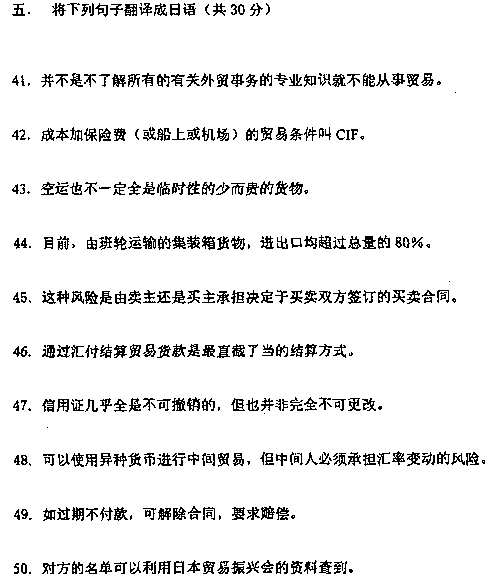 五． 将下列句子翻译成日语（共 30 分）
41．并不是不了解所有的有关外贸事务的专业知识就不能从事贸易。
42．成本加保险费（或船上或机场）的贸易条件叫 CIF。
43．空运也不一定全是临时性的少而贵的货物。
44．目前，由班轮运输的集装箱货物，进出口均超过总量的 80％。
45、这种风险是由卖主还是买主承担决定于买卖双方签订的买卖合同。
46．通过汇付结算贸易货款是最直截了当的结算方式。
47．信用证几乎全是不可撤销的，但也并非完全不可更改。
48、可以使用异种货币进行中间贸易，但中间人必须承担汇率变动的风险。
49．如过期不付款，可解除合同，要求赔偿。
50．对方的名单可以利用日本贸易振兴会的资料查到。